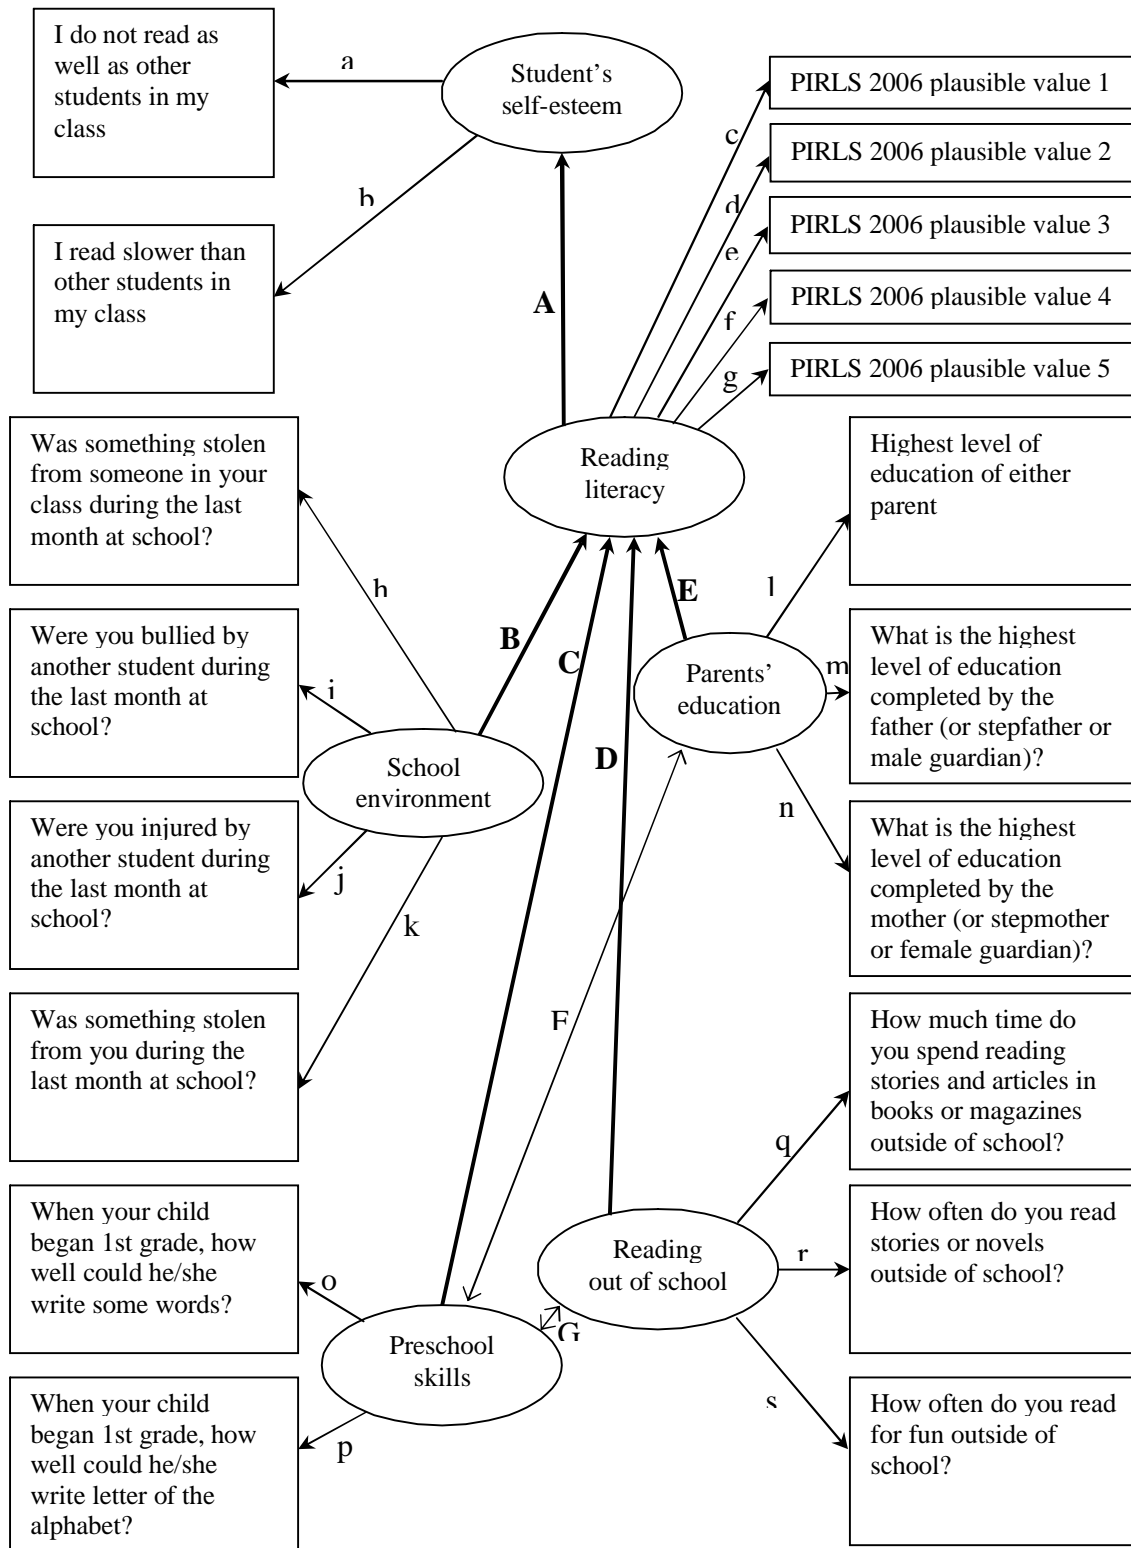 I do not read as
well as other
students in my
class
a
Student's
self-esteem
b
I read slower than
other students in
my class
A
c
d
e
f
g
PIRLS 2006 plausible value 1
PIRLS 2006 plausible value 2
PIRLS 2006 plausible value 3
PIRLS 2006 plausible value 4
PIRLS 2006 plausible value 5
Reading
literacy
Was something stolen
from someone in your
class during the last
month at school?
h
Were you bullied by
another student during
the last month at
school?
i
School
environment
Were you injured by
another student during
the last month at
school?
j
k
Was something stolen
from you during the
last month at school?
B
C
D
E
Parents'
education
l
Highest level of
education of either
parent
m
What is the highest
level of education
completed by the
father (or stepfather or
male guardian)?
n
What is the highest
level of education
completed by the
mother (or stepmother
or female guardian)?
F
G
When your child
began 1st grade, how
well could he/she
write some words?
o
Preschool
skills
When your child
began 1st grade, how
well could he/she
write letter of the
alphabet?
p
Reading
out of school
q
How much time do
you spend reading
stories and articles in
books or magazines
outside of school?
r
How often do you read
stories or novels
outside of school?
s
How often do you read
for fun outside of
school?